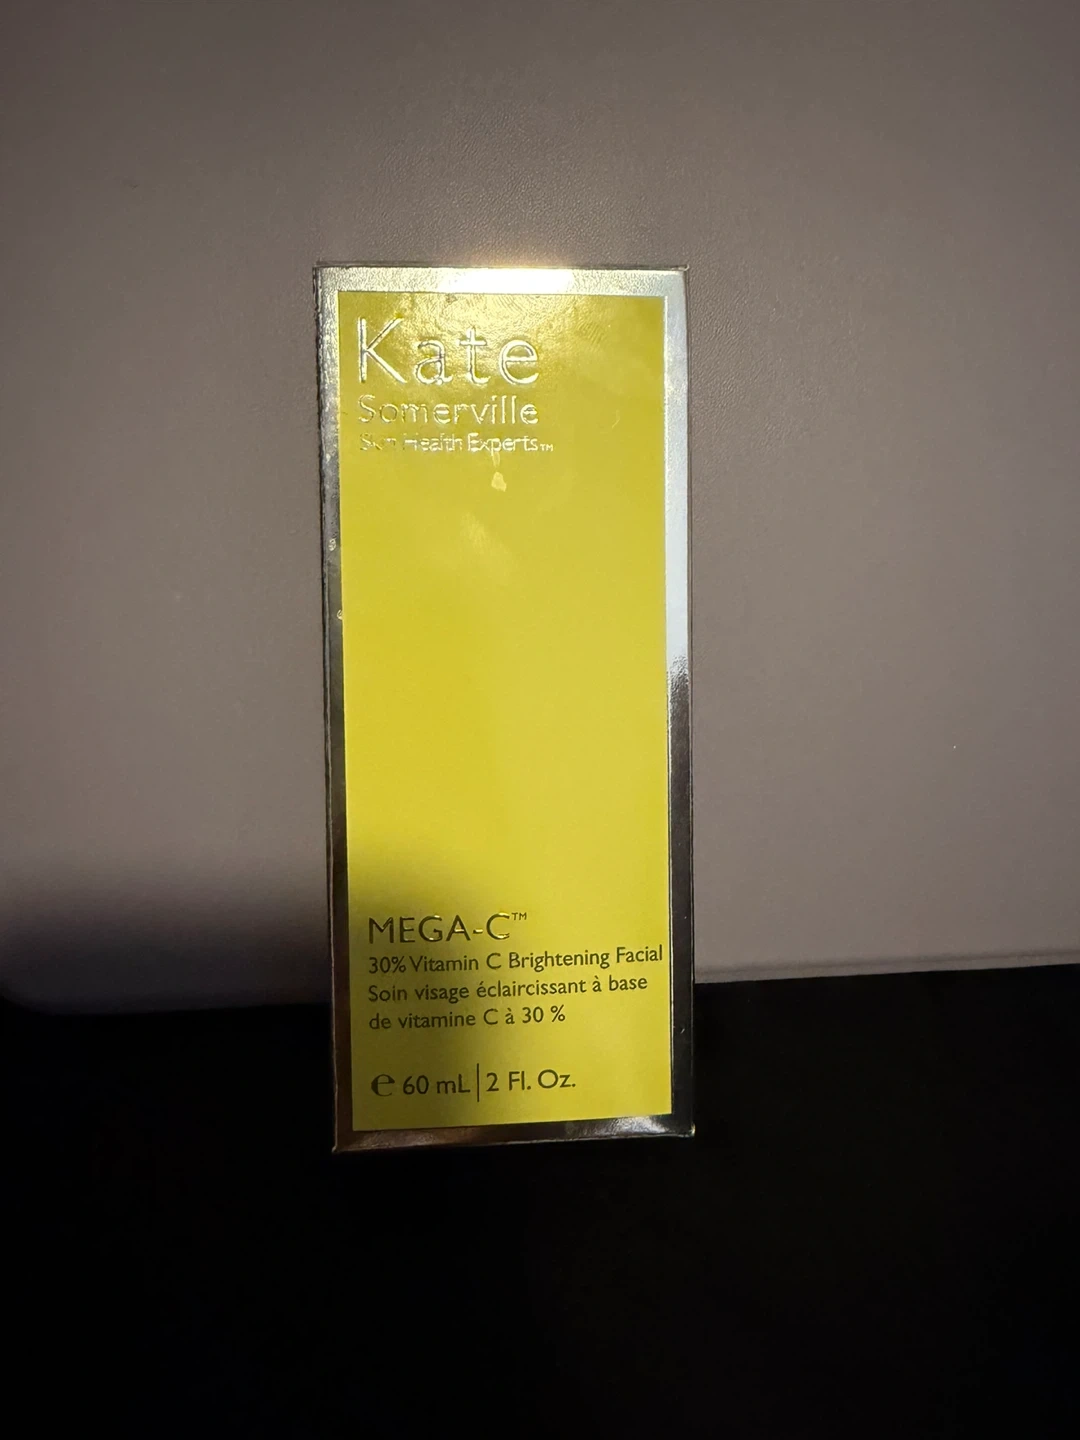 Kate
Somerville
Skin Health Experts™
MEGA-C™
30% Vitamin C Brightening Facial
Soin visage éclaircissant à base
de vitamine C à 30 %
℮ 60 mL | 2 Fl. Oz.